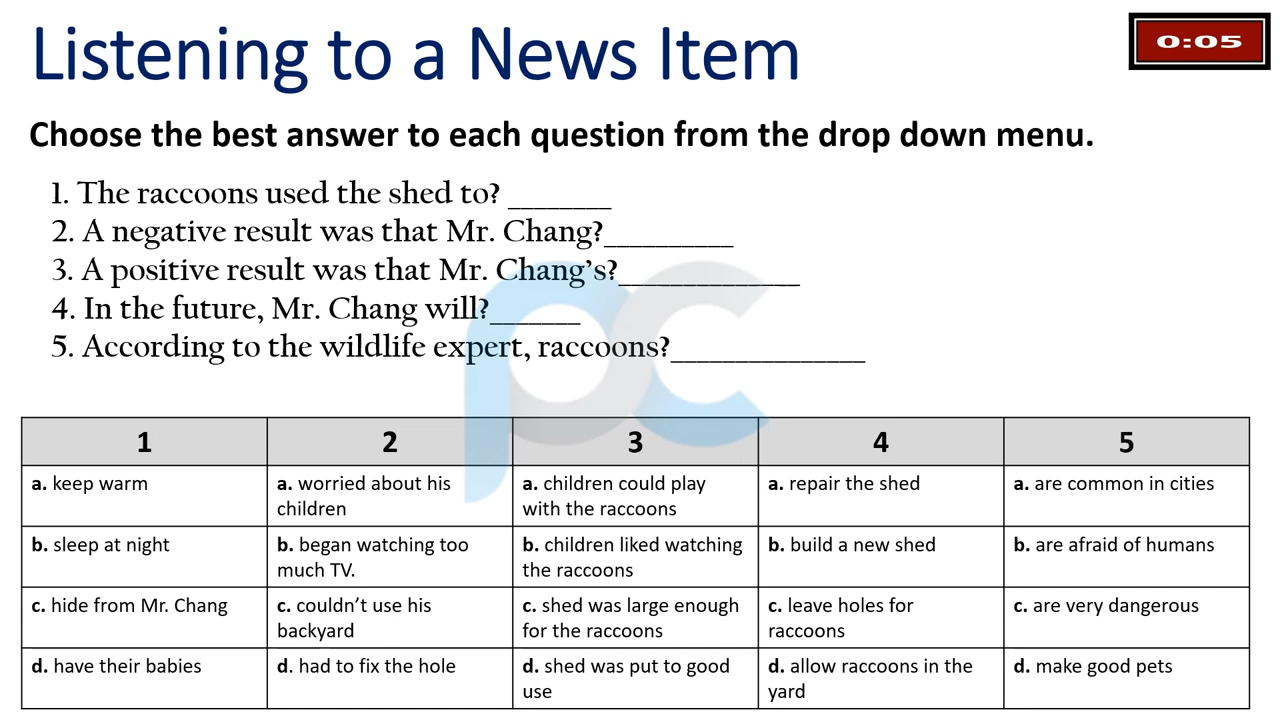 Listening to a News Item
0:05
Choose the best answer to each question from the drop down menu.
1. The raccoons used the shed to? ________
2. A negative result was that Mr. Chang?__________
3. A positive result was that Mr. Chang's?______________
4. In the future, Mr. Chang will?_______
5. According to the wildlife expert, raccoons?_______________
1 2 3 4 5
a. keep warm
a. worried about his
children
a. children could play
with the raccoons
a. repair the shed
a. are common in cities
b. sleep at night
b. began watching too
much TV.
b. children liked watching
the raccoons
b. build a new shed
b. are afraid of humans
c. hide from Mr. Chang
c. couldn't use his
backyard
c. shed was large enough
for the raccoons
c. leave holes for
raccoons
c. are very dangerous
d. have their babies
d. had to fix the hole
d. shed was put to good
use
d. allow raccoons in the
yard
d. make good pets
pc